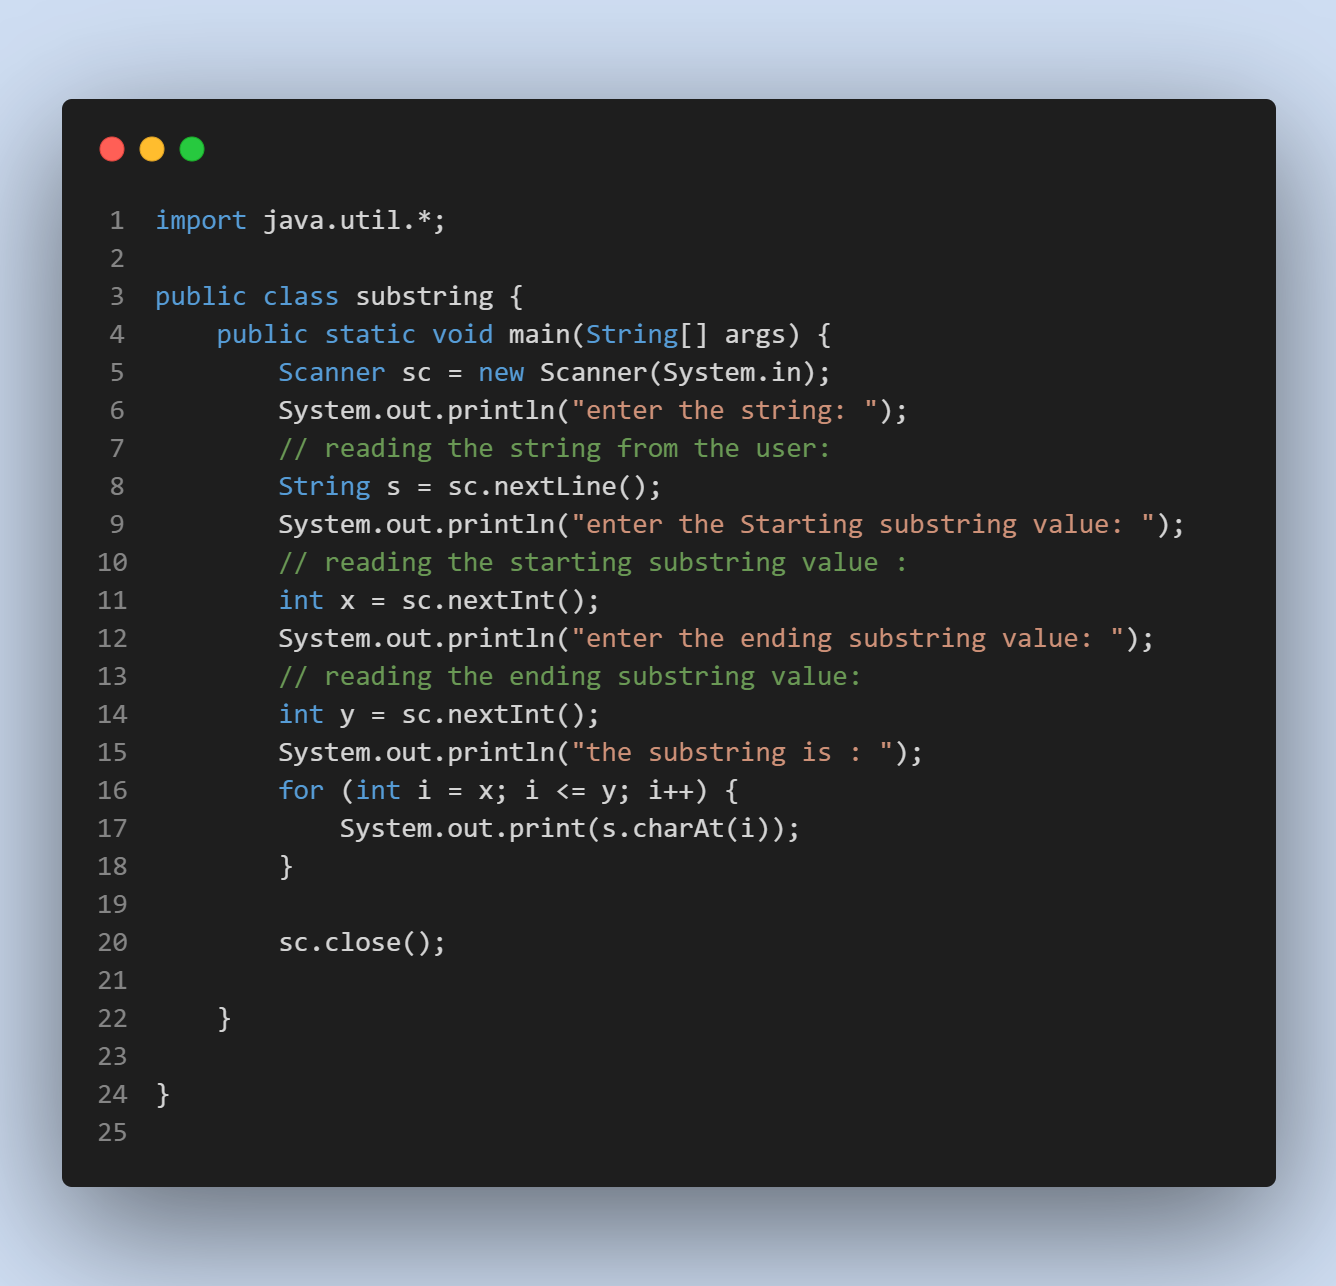 1 import java.util.*;
2
3 public class substring {
4     public static void main(String[] args) {
5         Scanner sc = new Scanner(System.in);
6         System.out.println("enter the string: ");
7         // reading the string from the user:
8         String s = sc.nextLine();
9         System.out.println("enter the Starting substring value: ");
10         // reading the starting substring value :
11         int x = sc.nextInt();
12         System.out.println("enter the ending substring value: ");
13         // reading the ending substring value:
14         int y = sc.nextInt();
15         System.out.println("the substring is : ");
16         for (int i = x; i <= y; i++) {
17             System.out.print(s.charAt(i));
18         }
19
20         sc.close();
21
22     }
23
24 }
25